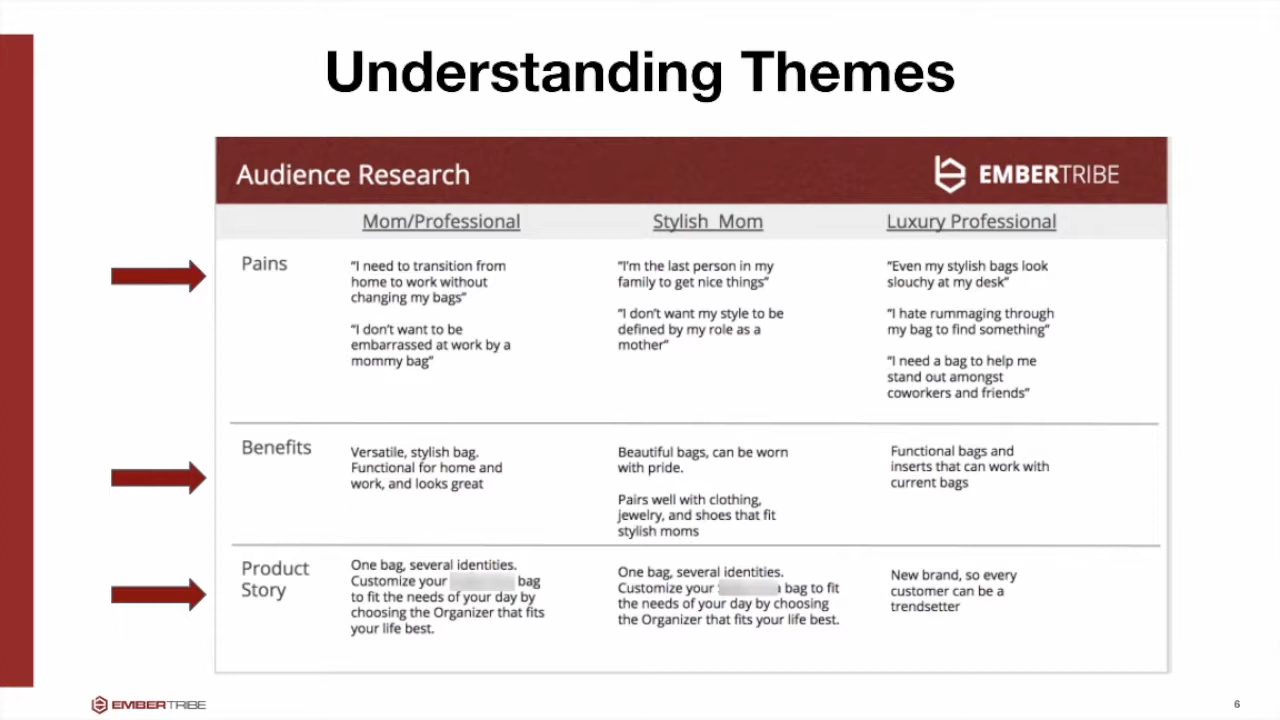 Understanding Themes
Audience Research
EMBERTRIBE
Mom/Professional
Stylish Mom
Luxury Professional
Pains
“I need to transition from
home to work without
changing my bags”
“I don’t want to be
embarrassed at work by a
mommy bag”
“I’m the last person in my
family to get nice things”
“I don’t want my style to be
defined by my role as a
mother”
“Even my stylish bags look
slouchy at my desk”
“I hate rummaging through
my bag to find something”
“I need a bag to help me
stand out amongst
coworkers and friends”
Benefits
Versatile, stylish bag.
Functional for home and
work, and looks great
Beautiful bags, can be worn
with pride.
Pairs well with clothing,
jewelry, and shoes that fit
stylish moms
Functional bags and
inserts that can work with
current bags
Product
Story
One bag, several identities.
Customize your bag
to fit the needs of your day by
choosing the Organizer that fits
your life best.
One bag, several identities.
Customize your bag to fit
the needs of your day by choosing
the Organizer that fits your life best.
New brand, so every
customer can be a
trendsetter
EMBERTRIBE
6